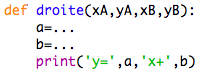 def droite(xA,yA,xB,yB):
    a=...
    b=...
    print('y=',a,'x+',b)